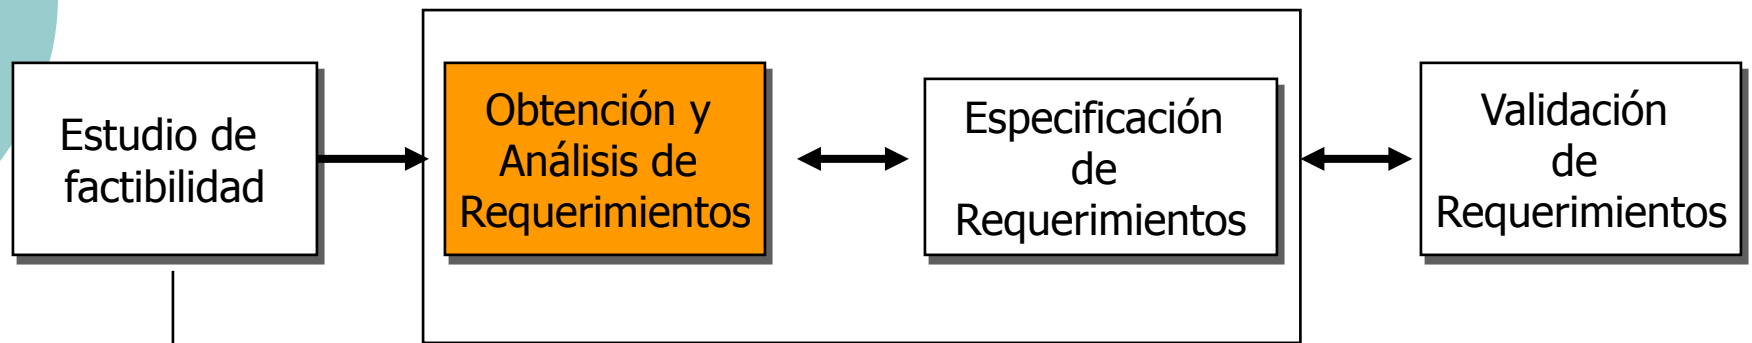 Estudio de
factibilidad
Obtención y
Análisis de
Requerimientos
Especificación
de
Requerimientos
Validación
de
Requerimientos